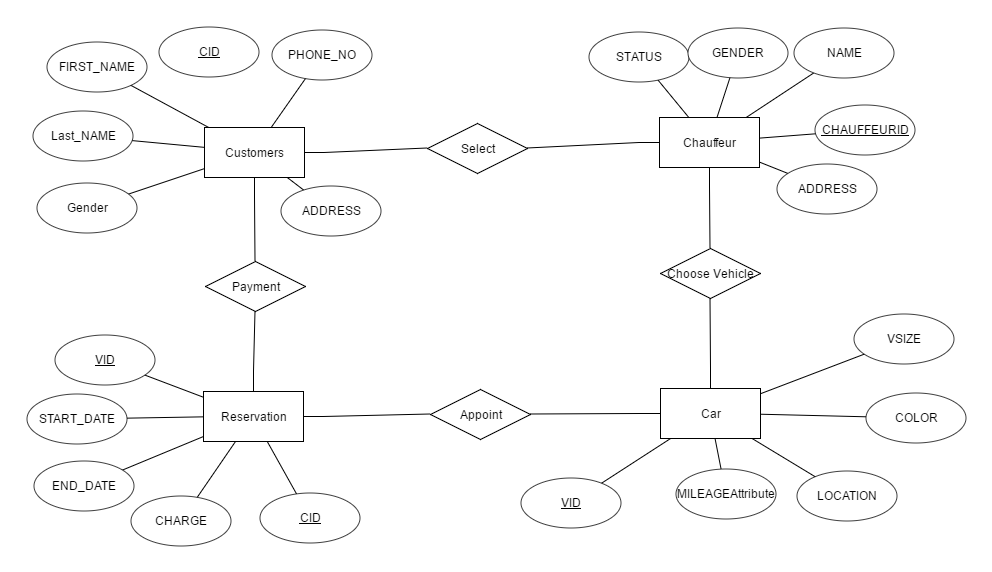 CID
PHONE_NO
FIRST_NAME
Last_NAME
Customers
Gender
ADDRESS
Select
STATUS
GENDER
NAME
CHAUFFEURID
Chauffeur
ADDRESS
Payment
Choose Vehicle
VID
START_DATE
Reservation
END_DATE
CHARGE
CID
Appoint
VSIZE
Car
COLOR
VID
MILEAGEAttribute
LOCATION